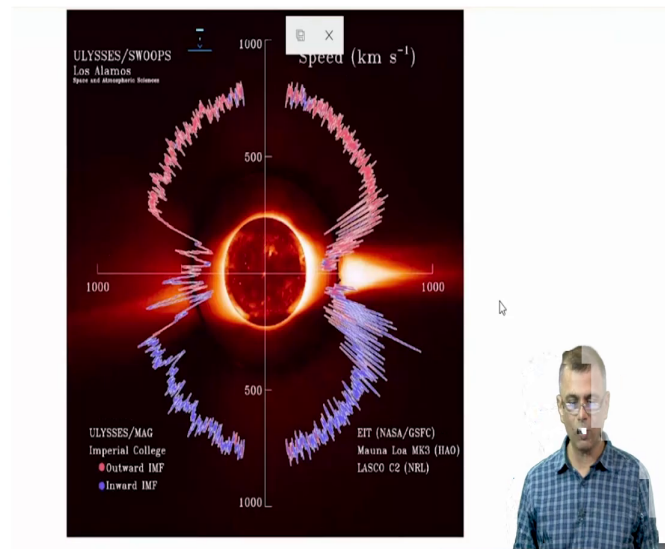 ULYSSES/SWOOPS
Los Alamos
Space and Atmospheric Sciences
1000
Speed (km s⁻¹)
500
1000
1000
500
ULYSSES/MAG
Imperial College
Outward IMF
Inward IMF
EIT (NASA/GSFC)
Mauna Loa MK3 (HAO)
LASCO C2 (NRL)
1000